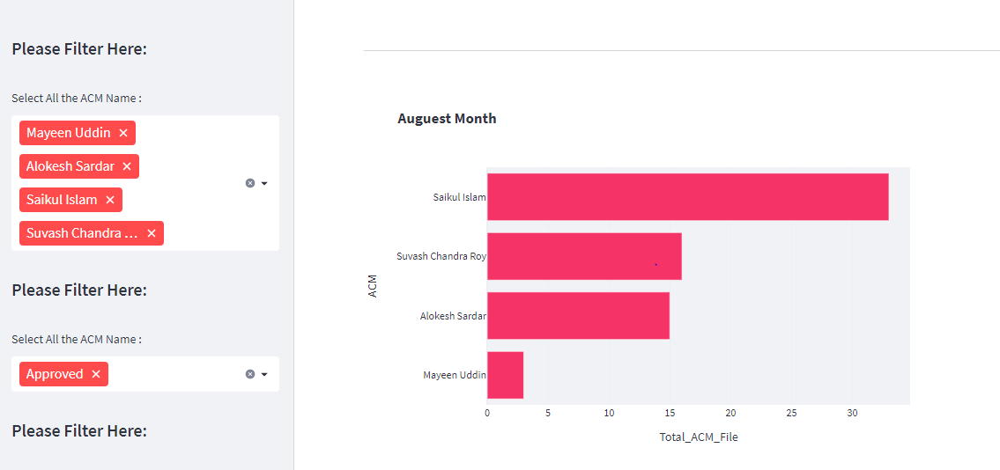 Please Filter Here:
Select All the ACM Name :
Mayeen Uddin ×
Alokesh Sardar ×
Saikul Islam ×
Suvash Chandra ... ×
Please Filter Here:
Select All the ACM Name :
Approved ×
Please Filter Here:
Auguest Month
ACM
Saikul Islam
Suvash Chandra Roy
Alokesh Sardar
Mayeen Uddin
0 5 10 15 20 25 30
Total_ACM_File